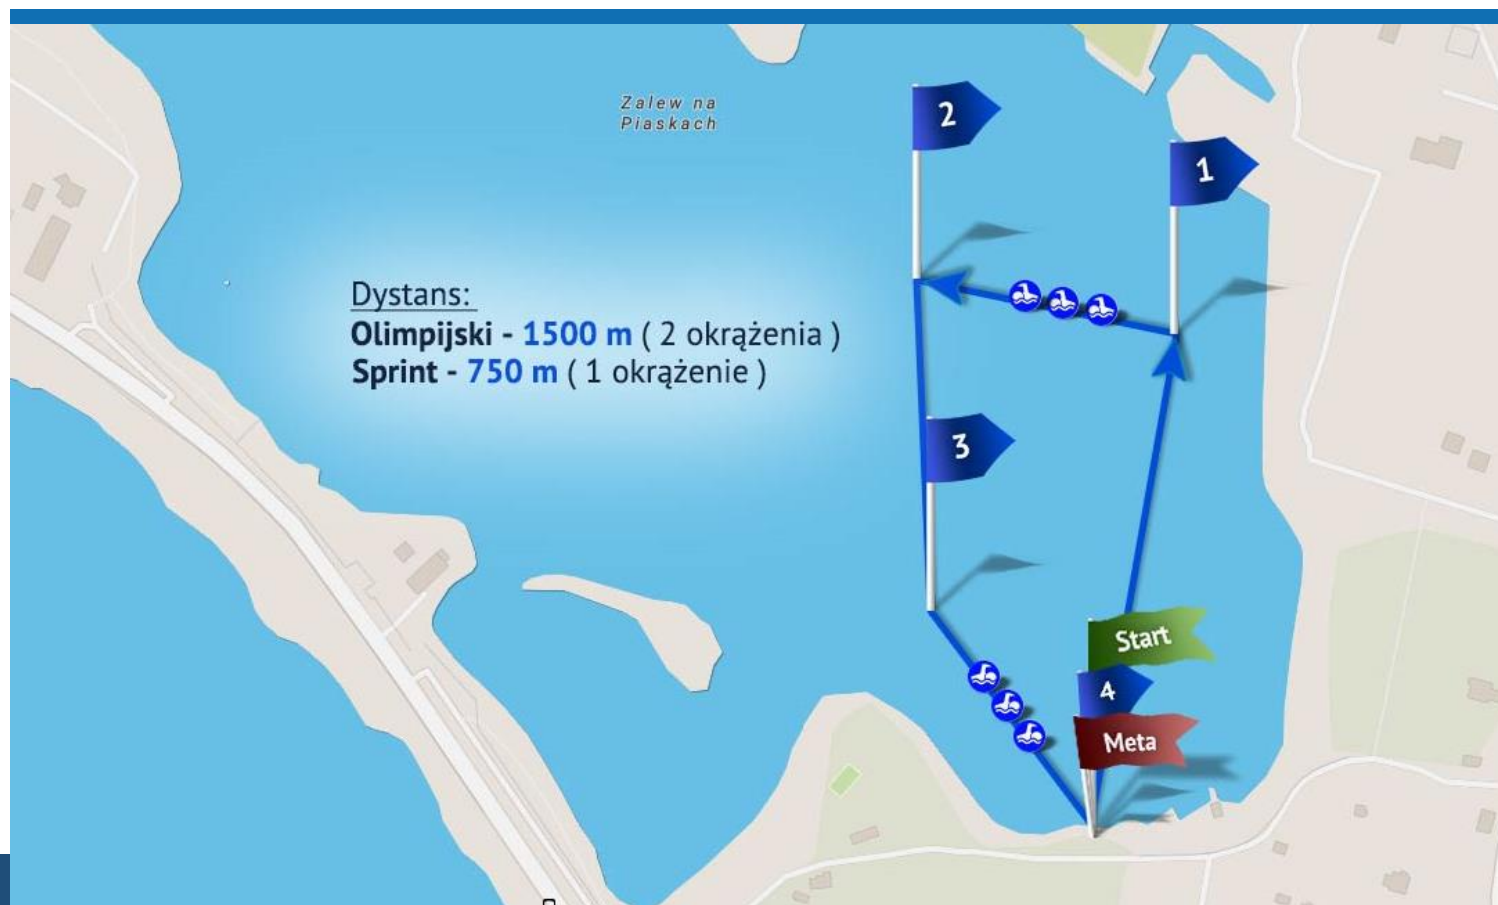 Zalew na
Piaskach
2
1
Dystans:
Olimpijski - 1500 m ( 2 okrążenia )
Sprint - 750 m ( 1 okrążenie )
3
Start
4
Meta